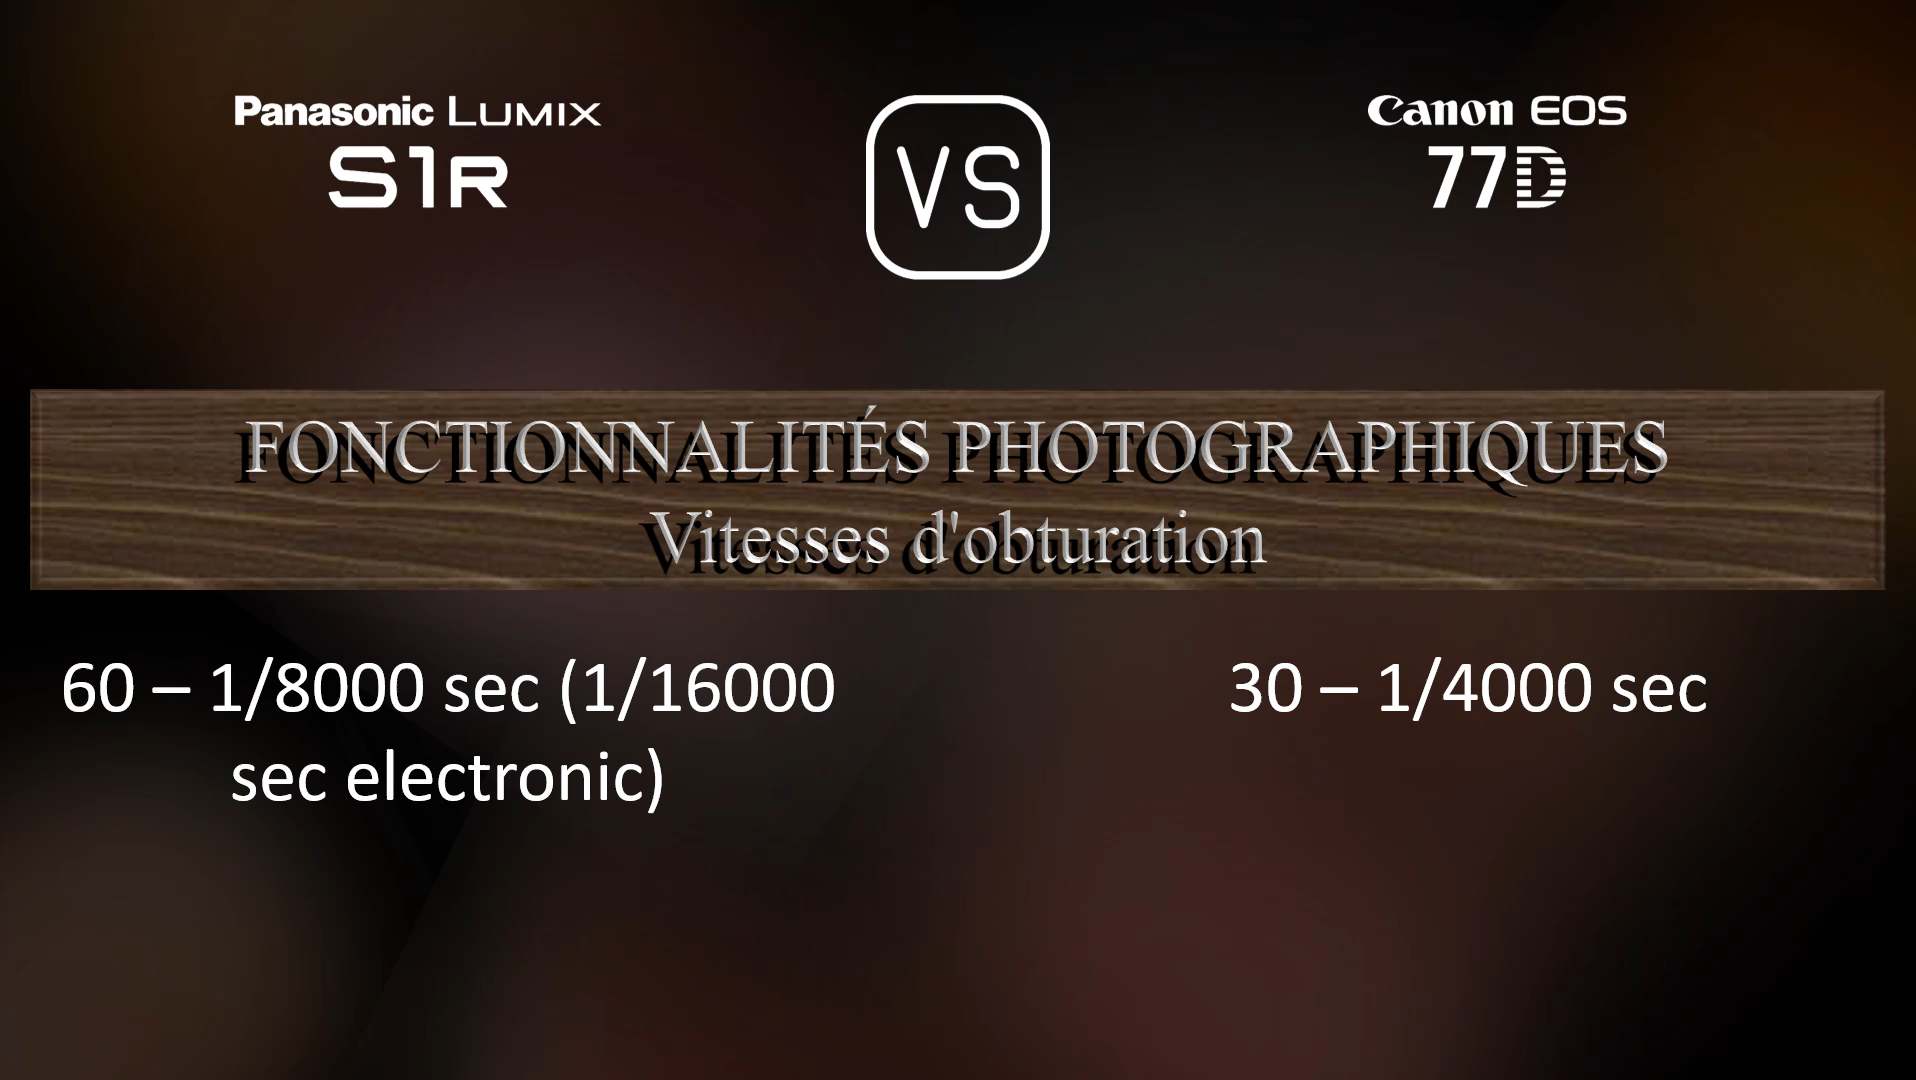 Panasonic LUMIX
S1R
VS
Canon EOS
77D
FONCTIONNALITÉS PHOTOGRAPHIQUES
Vitesses d'obturation
60 – 1/8000 sec (1/16000
sec electronic)
30 – 1/4000 sec